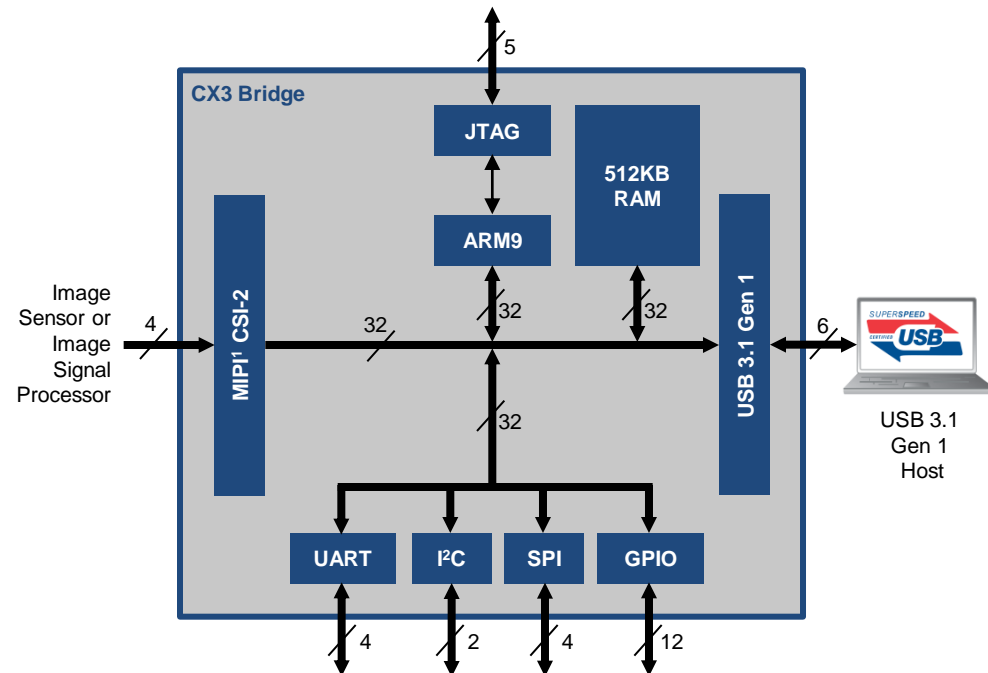 5
CX3 Bridge
JTAG
512KB
RAM
ARM9
Image
Sensor or
Image
Signal
Processor
4
MIPI¹ CSI-2
32
32
32
USB 3.1 Gen 1
6
SUPERSPEED
CERTIFIED
USB
USB 3.1
Gen 1
Host
32
UART
I²C
SPI
GPIO
4
2
4
12